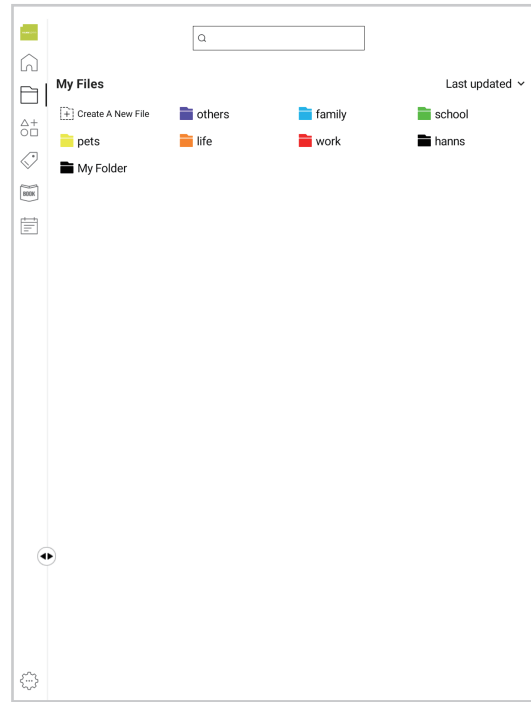 My Files
Last updated
Create A New File
others
family
school
pets
life
work
hanns
My Folder
BOOK